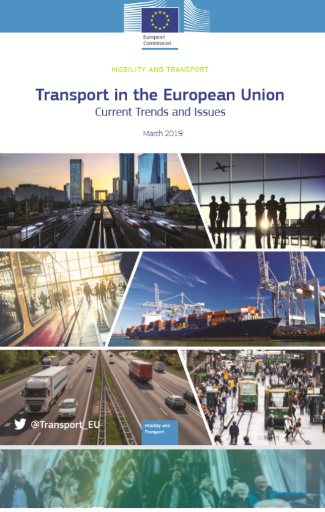 European
Commission
MOBILITY AND TRANSPORT
Transport in the European Union
Current Trends and Issues
March 2019
@Transport_EU
Mobility and
Transport